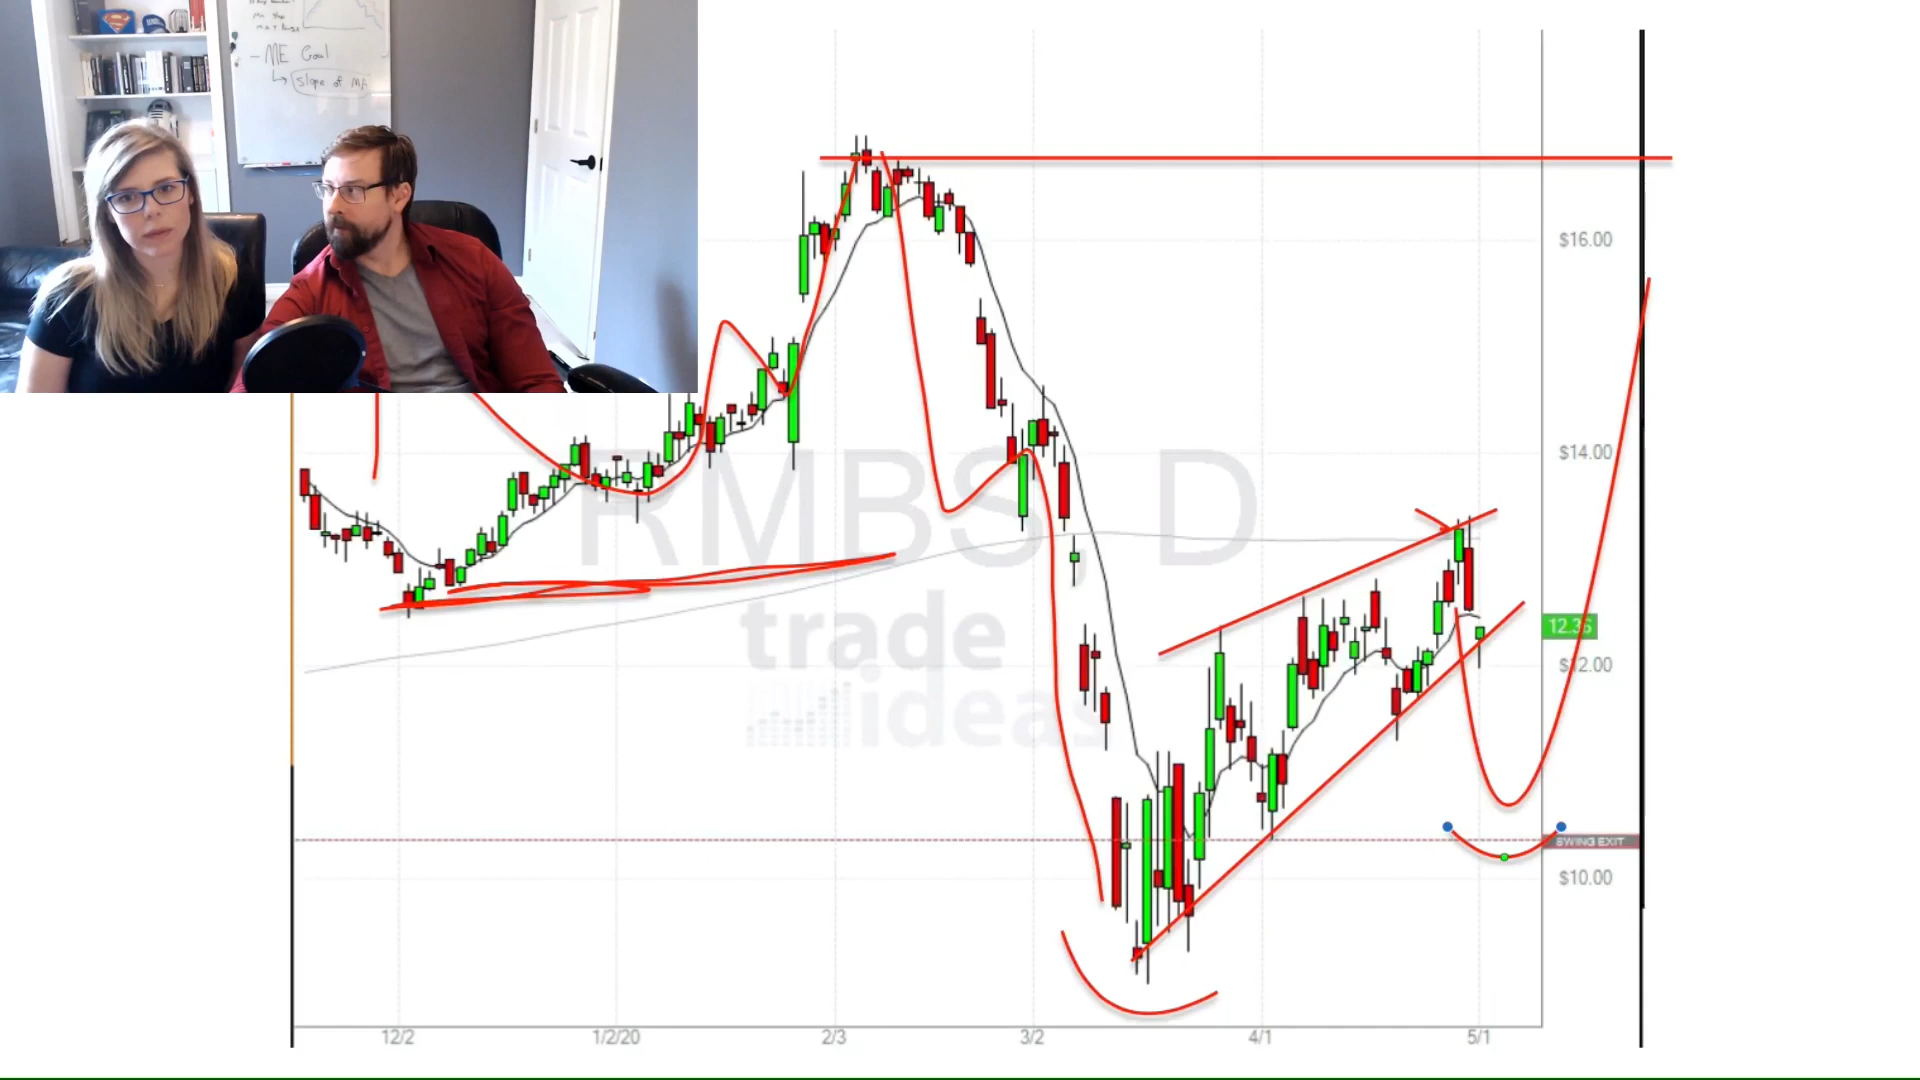 - ME Goal
↳ slope of MA
RMBS, D
trade
ideas
$16.00
$14.00
12.36
$12.00
SWING EXIT
$10.00
12/2
1/2/20
2/3
3/2
4/1
5/1